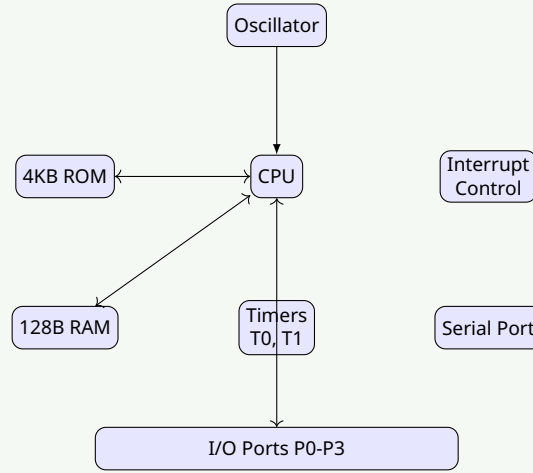 Oscillator
4KB ROM
CPU
Interrupt
Control
128B RAM
Timers
T0, T1
Serial Port
I/O Ports P0-P3